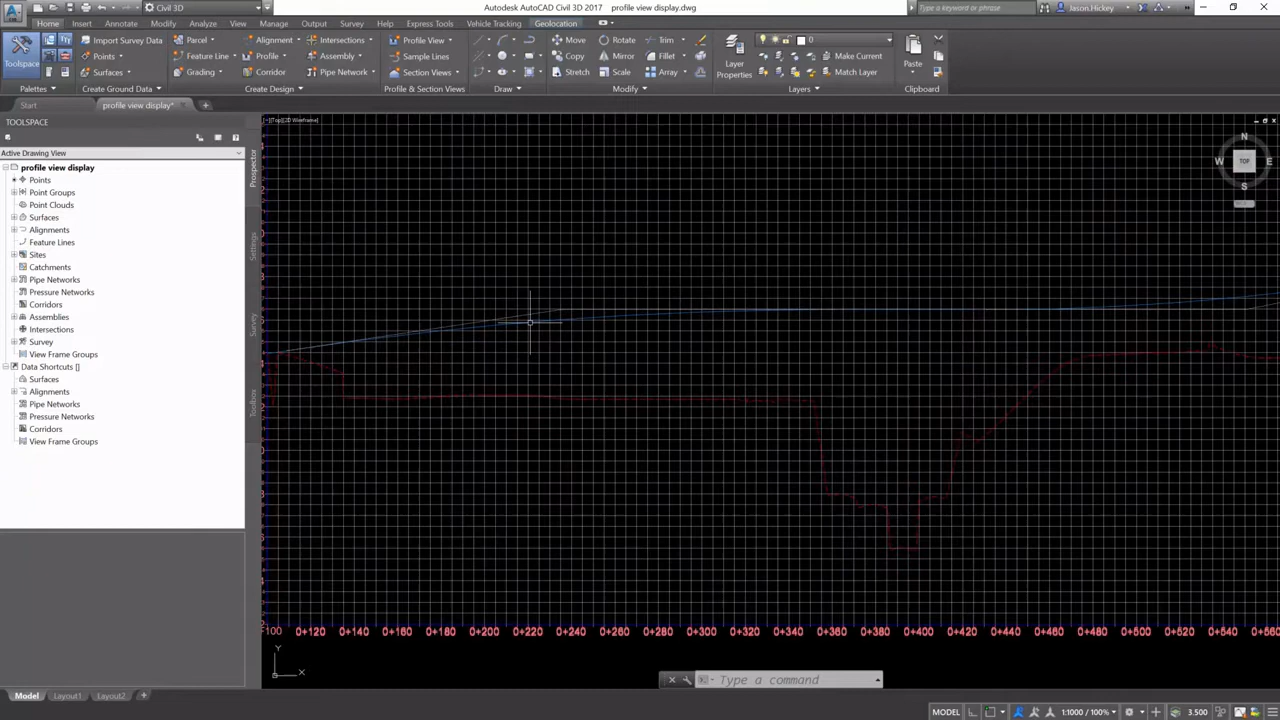 Civil 3D
Autodesk AutoCAD Civil 3D 2017 profile view display.dwg
Type a keyword or phrase
Jason.Hickey
Home Insert Annotate Modify Analyze View Manage Output Survey Help Express Tools Vehicle Tracking Geolocation
Toolspace
Import Survey Data
Points
Surfaces
Parcel
Feature Line
Grading
Alignment
Profile
Corridor
Intersections
Assembly
Pipe Network
Profile View
Sample Lines
Section Views
Move
Copy
Stretch
Rotate
Mirror
Scale
Trim
Fillet
Array
Layer
Properties
0
Make Current
Match Layer
Paste
Palettes Create Ground Data Create Design Profile & Section Views Draw Modify Layers Clipboard
Start profile view display*
TOOLSPACE
Active Drawing View
profile view display
Points
Point Groups
Point Clouds
Surfaces
Alignments
Feature Lines
Sites
Catchments
Pipe Networks
Pressure Networks
Corridors
Assemblies
Intersections
Survey
View Frame Groups
Data Shortcuts []
Surfaces
Alignments
Pipe Networks
Pressure Networks
Corridors
View Frame Groups
Prospector
Settings
Survey
Toolbox
[−][Top][2D Wireframe]
N
W TOP E
S
0+120 0+140 0+160 0+180 0+200 0+220 0+240 0+260 0+280 0+300 0+320 0+340 0+360 0+380 0+400 0+420 0+440 0+460 0+480 0+500 0+520 0+540
Y
X
Type a command
Model Layout1 Layout2
MODEL 1:1000 / 100% 3.500